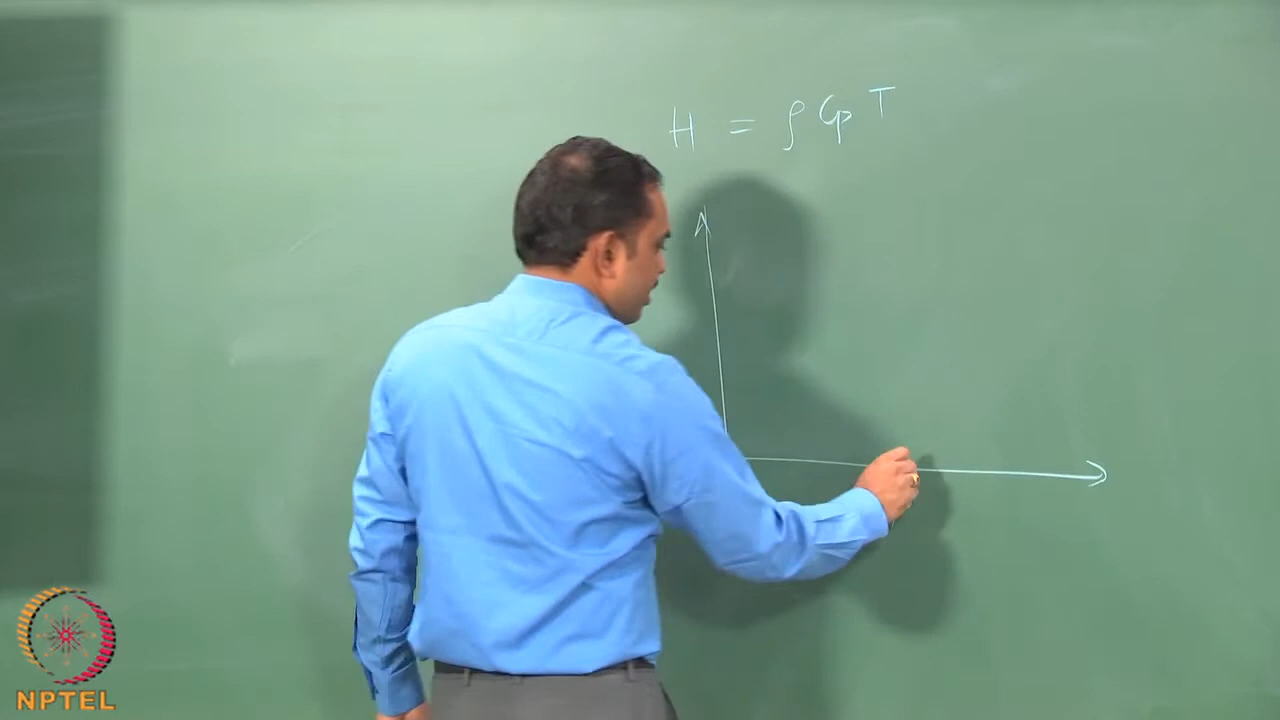 H = ρ Cp T
NPTEL